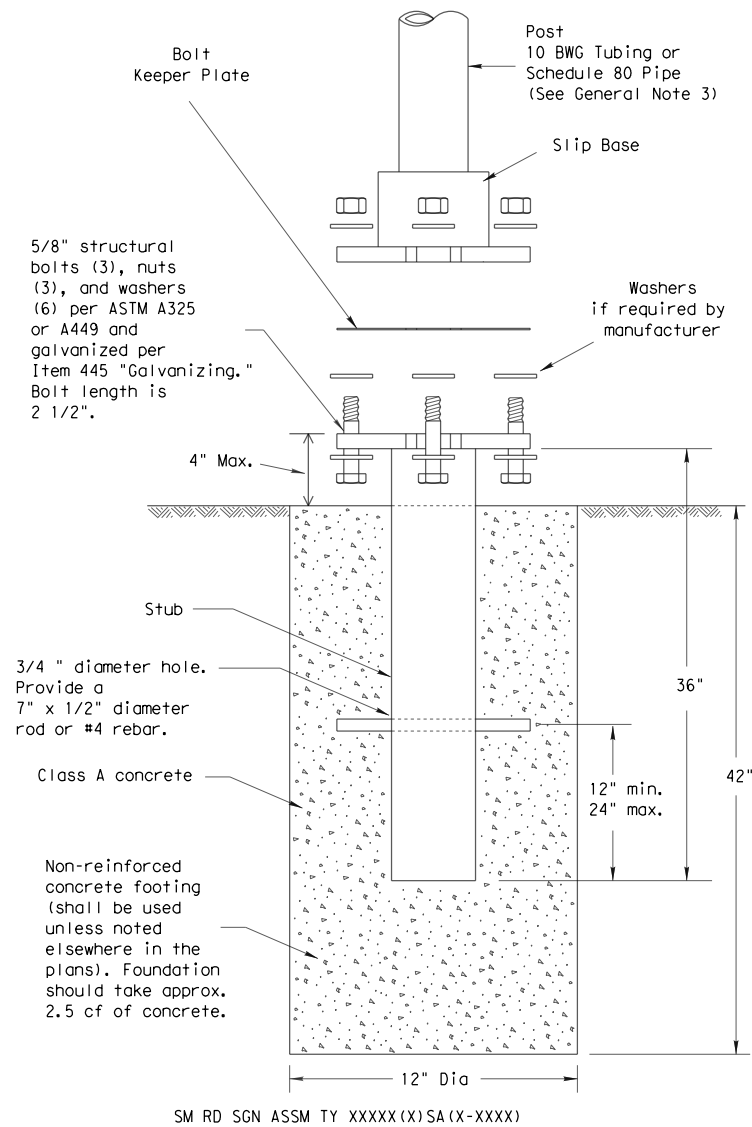 Bolt
Keeper Plate
Post
10 BWG Tubing or
Schedule 80 Pipe
(See General Note 3)
Slip Base
5/8" structural
bolts (3), nuts
(3), and washers
(6) per ASTM A325
or A449 and
galvanized per
Item 445 "Galvanizing."
Bolt length is
2 1/2".
Washers
if required by
manufacturer
4" Max.
Stub
3/4 " diameter hole.
Provide a
7" x 1/2" diameter
rod or #4 rebar.
36"
12" min.
24" max.
42"
Class A concrete
Non-reinforced
concrete footing
(shall be used
unless noted
elsewhere in the
plans). Foundation
should take approx.
2.5 cf of concrete.
12" Dia
SM RD SGN ASSM TY XXXXX(X)SA(X-XXXX)